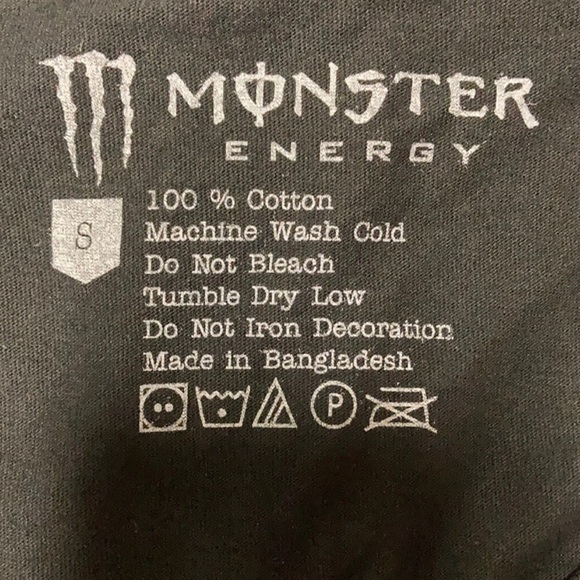 MONSTER
ENERGY
S
100 % Cotton
Machine Wash Cold
Do Not Bleach
Tumble Dry Low
Do Not Iron Decoration
Made in Bangladesh
P